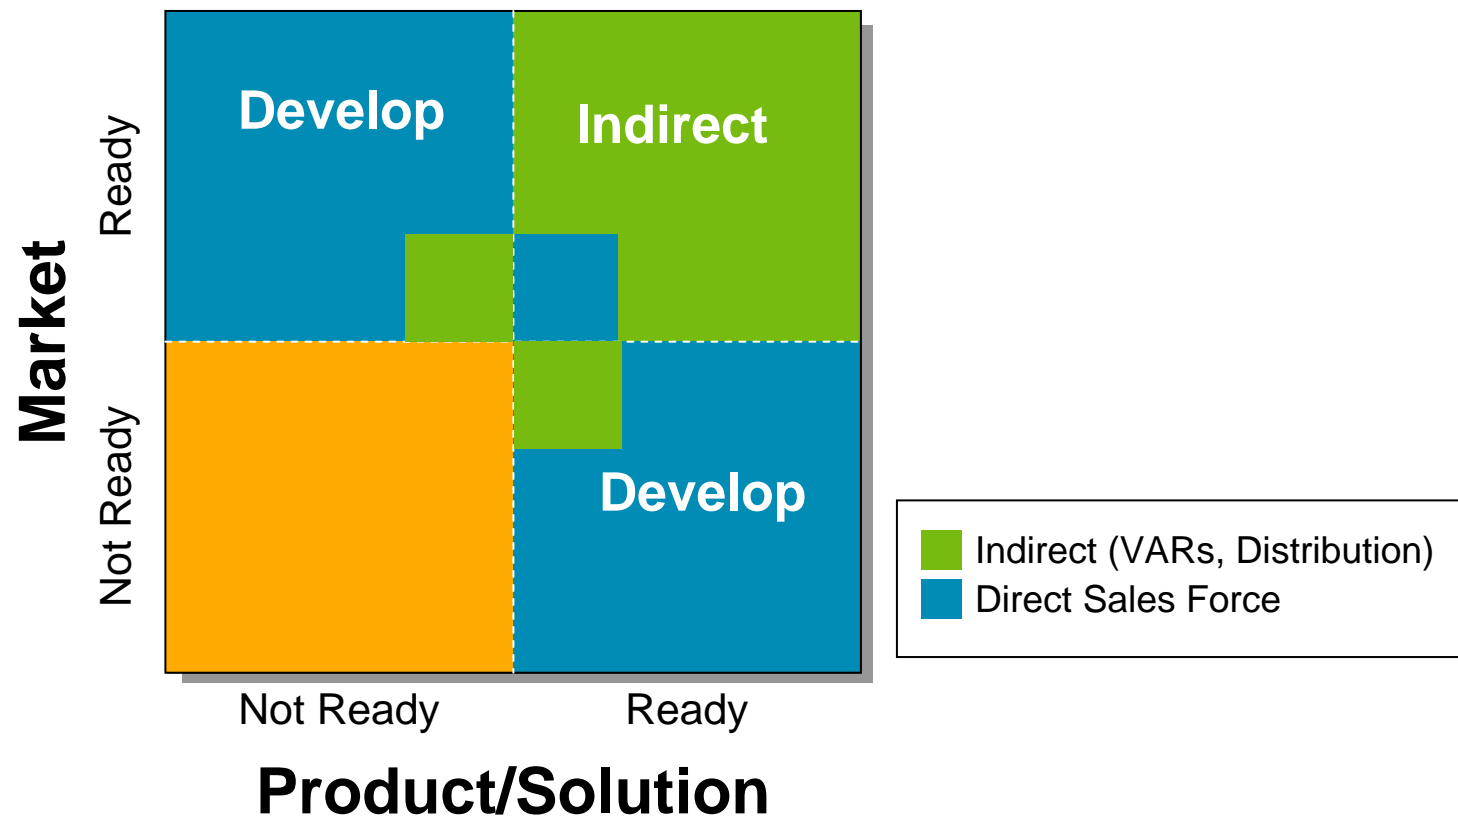 Develop
Indirect
Ready
Market
Not Ready
Develop
Indirect (VARs, Distribution)
Direct Sales Force
Not Ready
Ready
Product/Solution